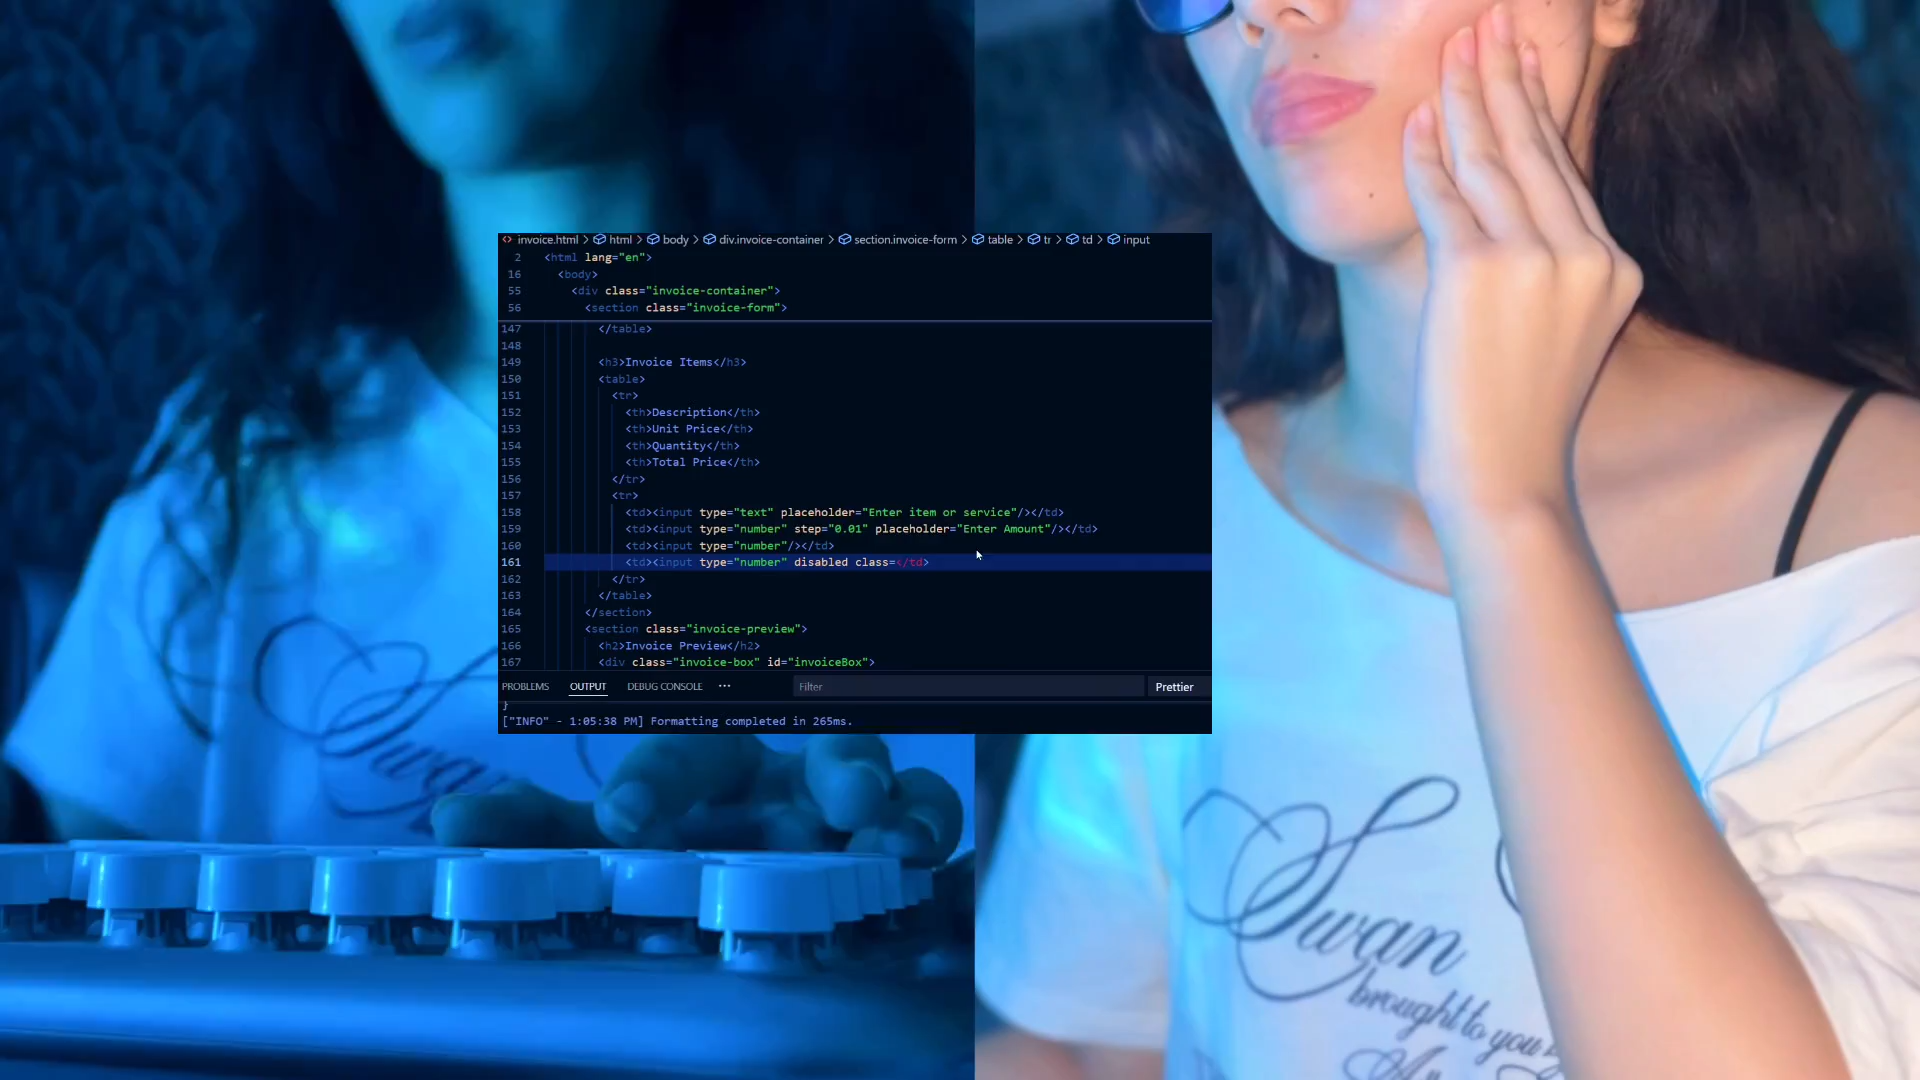 invoice.html > html > body > div.invoice-container > section.invoice-form > table > tr > td > input
2 <html lang="en">
16 <body>
55 <div class="invoice-container">
56 <section class="invoice-form">
147 </table>
148
149 <h3>Invoice Items</h3>
150 <table>
151 <tr>
152 <th>Description</th>
153 <th>Unit Price</th>
154 <th>Quantity</th>
155 <th>Total Price</th>
156 </tr>
157 <tr>
158 <td><input type="text" placeholder="Enter item or service"/></td>
159 <td><input type="number" step="0.01" placeholder="Enter Amount"/></td>
160 <td><input type="number"/></td>
161 <td><input type="number" disabled class=</td>
162 </tr>
163 </table>
164 </section>
165 <section class="invoice-preview">
166 <h2>Invoice Preview</h2>
167 <div class="invoice-box" id="invoiceBox">
PROBLEMS OUTPUT DEBUG CONSOLE ··· Filter Prettier
}
["INFO" - 1:05:38 PM] Formatting completed in 265ms.
Swan
Swan
brought to you